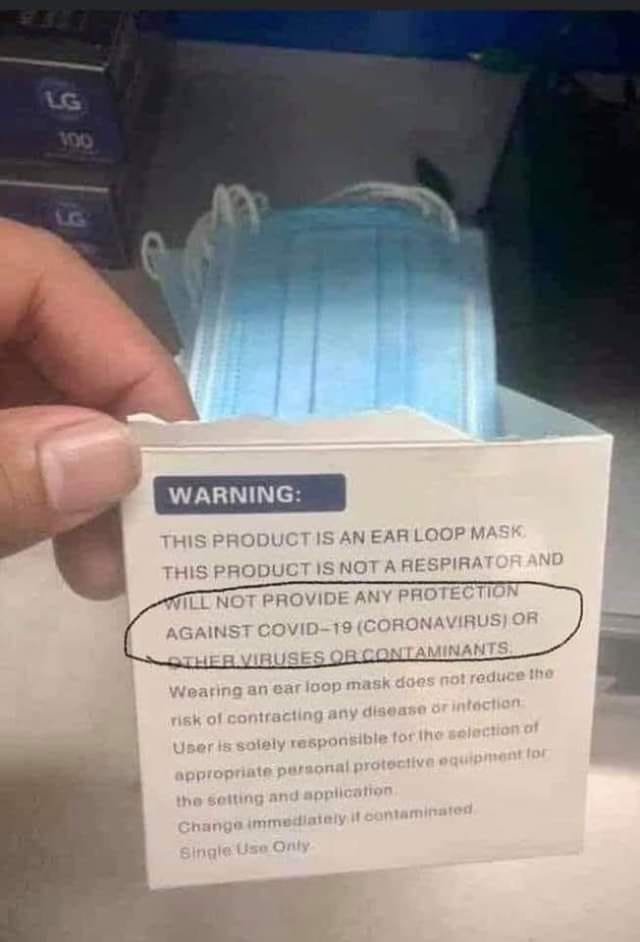 LG
100
LG
WARNING:
THIS PRODUCT IS AN EAR LOOP MASK.
THIS PRODUCT IS NOT A RESPIRATOR AND
WILL NOT PROVIDE ANY PROTECTION
AGAINST COVID-19 (CORONAVIRUS) OR
OTHER VIRUSES OR CONTAMINANTS.
Wearing an ear loop mask does not reduce the
risk of contracting any disease or infection.
User is solely responsible for the selection of
appropriate personal protective equipment for
the setting and application
Change immediately if contaminated.
Single Use Only